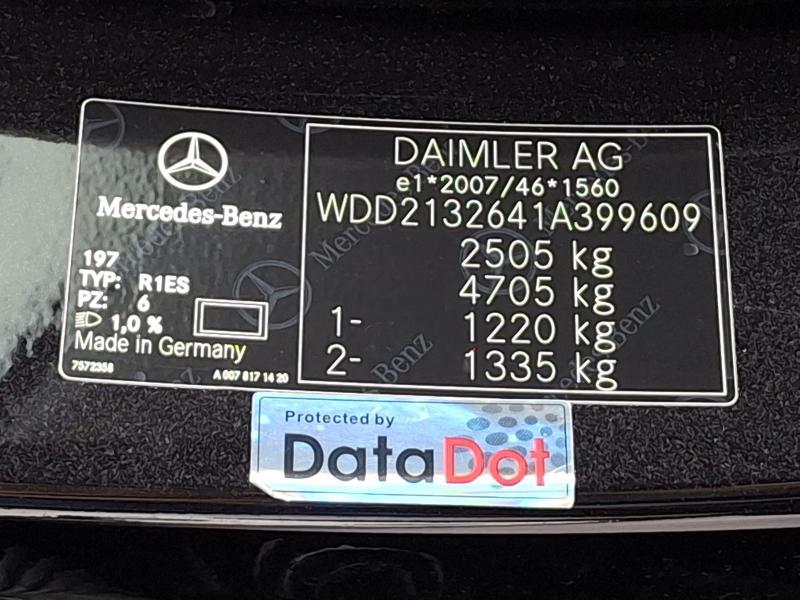 Mercedes-Benz
197
TYP: R1ES
PZ: 6
1,0 %
Made in Germany
7572358
A 007 817 14 20
DAIMLER AG
e1*2007/46*1560
WDD2132641A399609
2505 kg
4705 kg
1- 1220 kg
2- 1335 kg
Protected by
DataDot